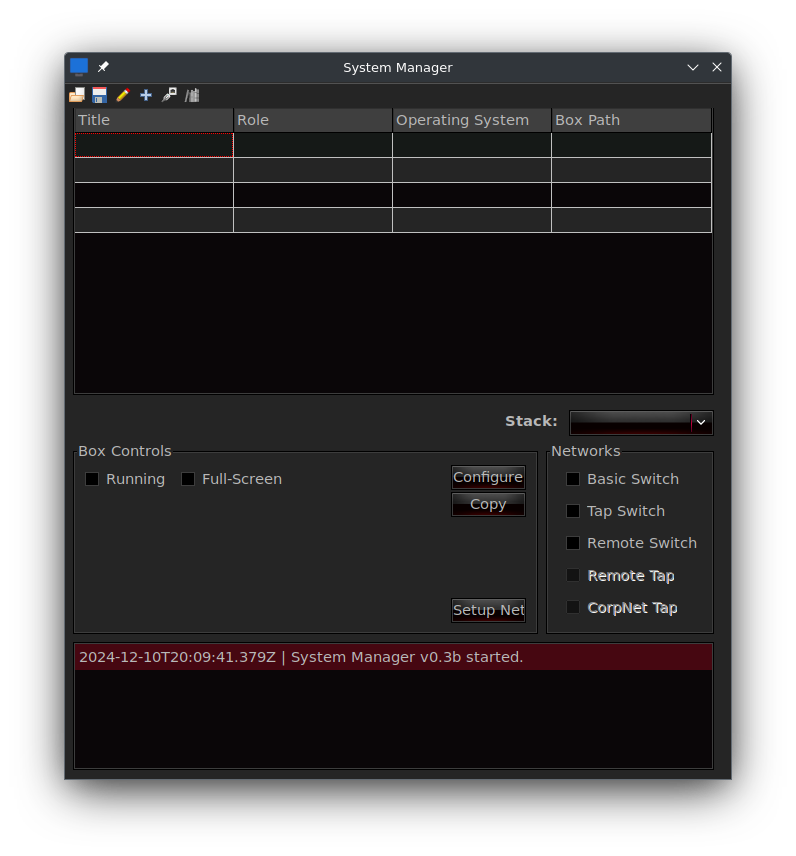 System Manager
Title Role Operating System Box Path
Stack:
Box Controls
Running Full-Screen Configure
Copy
Setup Net
Networks
Basic Switch
Tap Switch
Remote Switch
Remote Tap
CorpNet Tap
2024-12-10T20:09:41.379Z | System Manager v0.3b started.